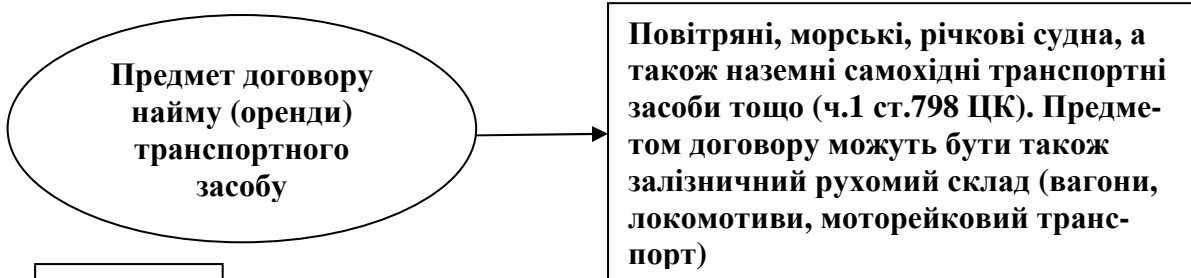 Предмет договору
найму (оренди)
транспортного
засобу
Повітряні, морські, річкові судна, а
також наземні самохідні транспортні
засоби тощо (ч.1 ст.798 ЦК). Предме-
том договору можуть бути також
залізничний рухомий склад (вагони,
локомотиви, моторейковий транс-
порт)